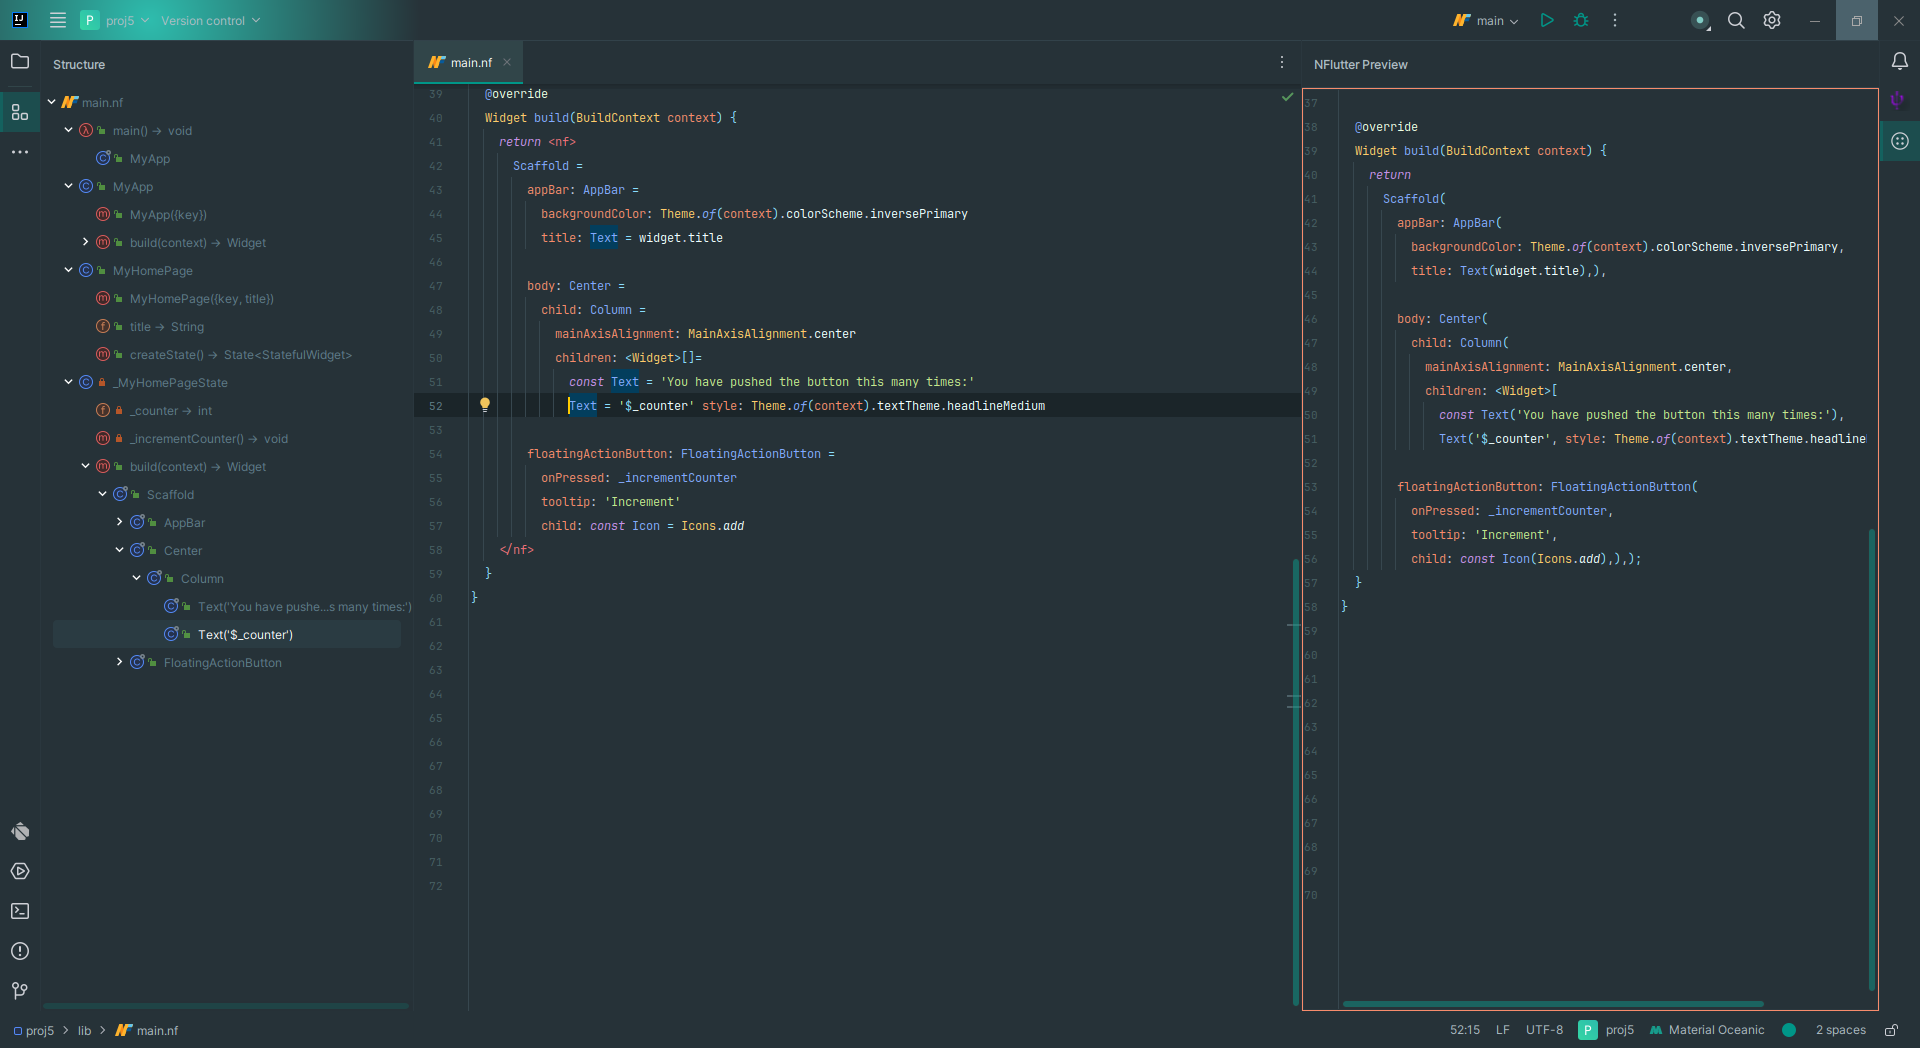 IJ
P proj5 Version control
main
Structure
main.nf
main() → void
MyApp
MyApp
MyApp({key})
build(context) → Widget
MyHomePage
MyHomePage({key, title})
title → String
createState() → State<StatefulWidget>
_MyHomePageState
_counter → int
_incrementCounter() → void
build(context) → Widget
Scaffold
AppBar
Center
Column
Text('You have pushe...s many times:')
Text('$_counter')
FloatingActionButton
main.nf
39 @override
40 Widget build(BuildContext context) {
41 return <nf>
42 Scaffold =
43 appBar: AppBar =
44 backgroundColor: Theme.of(context).colorScheme.inversePrimary
45 title: Text = widget.title
46
47 body: Center =
48 child: Column =
49 mainAxisAlignment: MainAxisAlignment.center
50 children: <Widget>[]=
51 const Text = 'You have pushed the button this many times:'
52 Text = '$_counter' style: Theme.of(context).textTheme.headlineMedium
53
54 floatingActionButton: FloatingActionButton =
55 onPressed: _incrementCounter
56 tooltip: 'Increment'
57 child: const Icon = Icons.add
58 </nf>
59 }
60 }
61
62
63
64
65
66
67
68
69
70
71
72
NFlutter Preview
37
38 @override
39 Widget build(BuildContext context) {
40 return
41 Scaffold(
42 appBar: AppBar(
43 backgroundColor: Theme.of(context).colorScheme.inversePrimary,
44 title: Text(widget.title),),
45
46 body: Center(
47 child: Column(
48 mainAxisAlignment: MainAxisAlignment.center,
49 children: <Widget>[
50 const Text('You have pushed the button this many times:'),
51 Text('$_counter', style: Theme.of(context).textTheme.headline
52
53 floatingActionButton: FloatingActionButton(
54 onPressed: _incrementCounter,
55 tooltip: 'Increment',
56 child: const Icon(Icons.add),),);
57 }
58 }
59
60
61
62
63
64
65
66
67
68
69
70
proj5 > lib > main.nf
52:15 LF UTF-8 P proj5 Material Oceanic 2 spaces